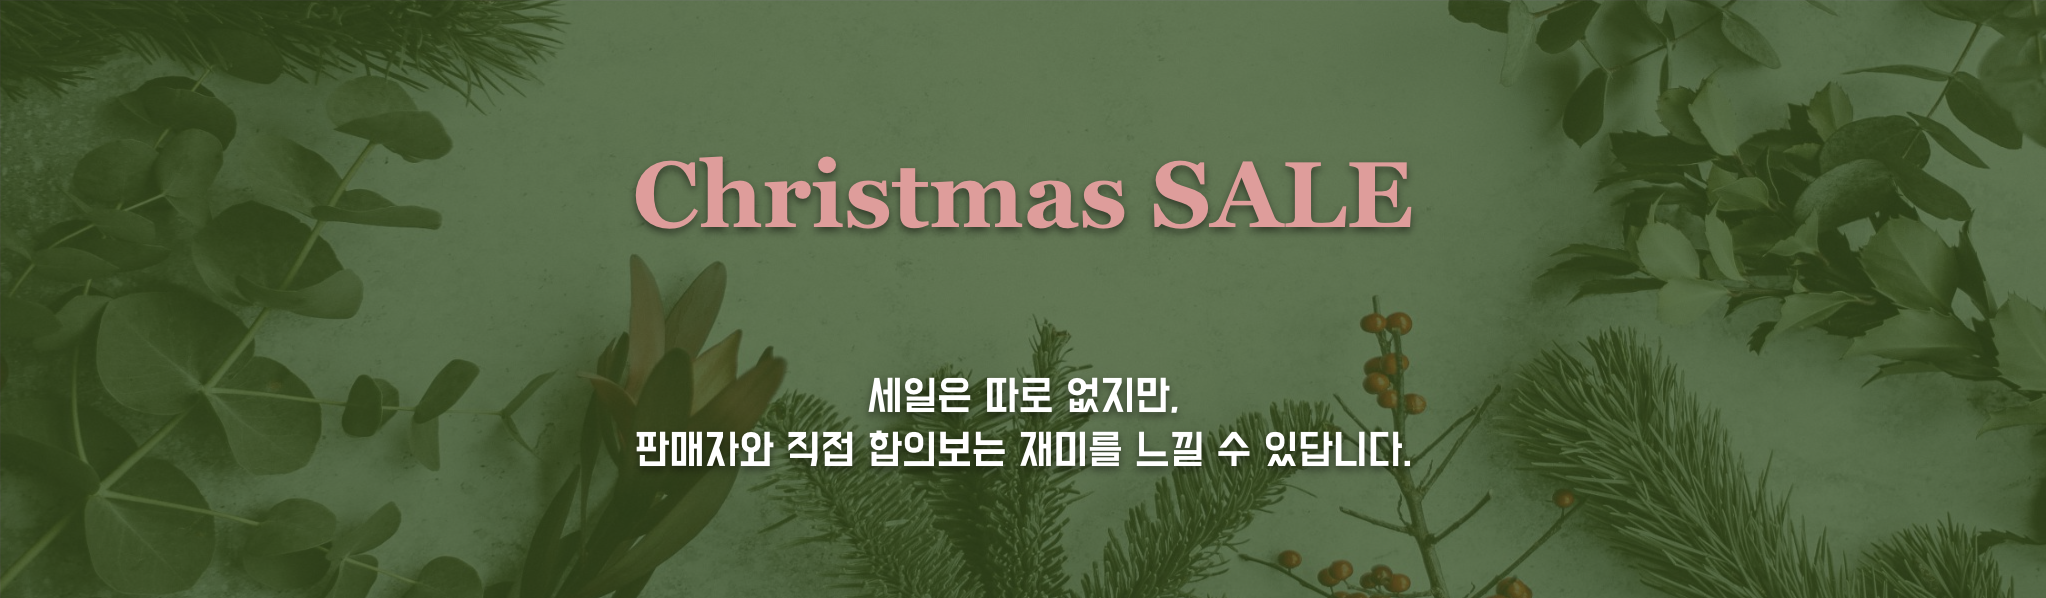 Christmas SALE
세일은 따로 없지만,
판매자와 직접 합의보는 재미를 느낄 수 있답니다.